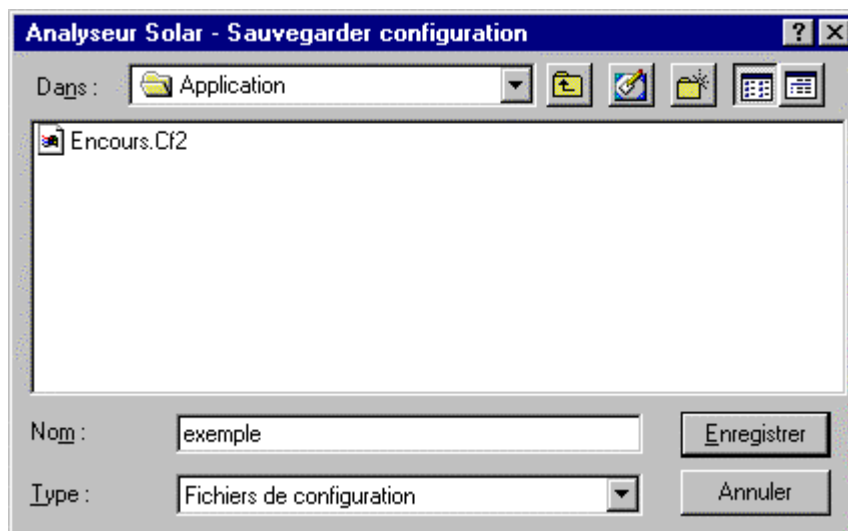 Analyseur Solar - Sauvegarder configuration
Dans :
Application
Encours.Cf2
Nom :
exemple
Enregistrer
Type :
Fichiers de configuration
Annuler